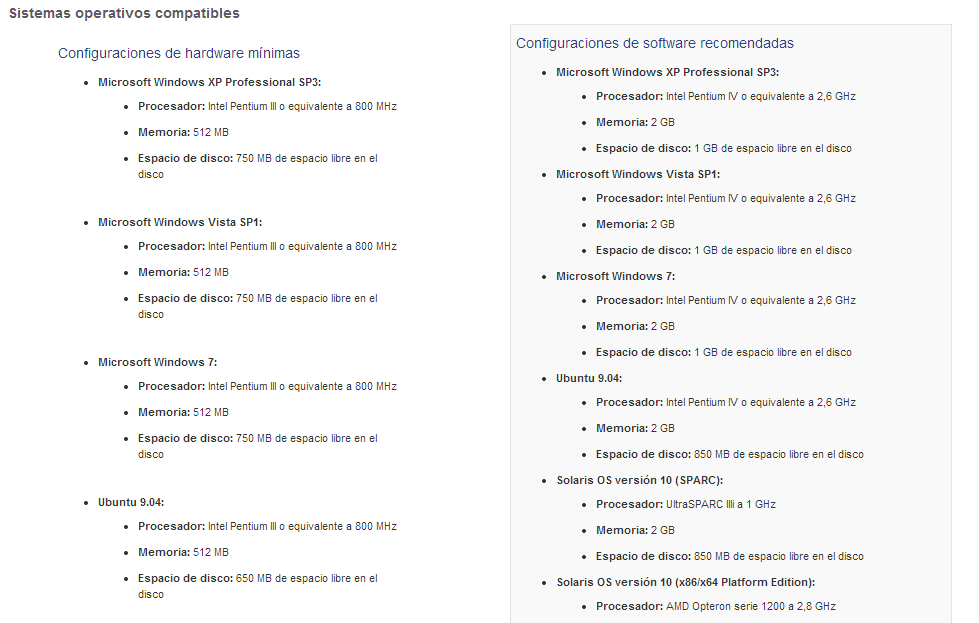 Sistemas operativos compatibles
Configuraciones de hardware mínimas
Microsoft Windows XP Professional SP3:
Procesador: Intel Pentium III o equivalente a 800 MHz
Memoria: 512 MB
Espacio de disco: 750 MB de espacio libre en el
disco
Microsoft Windows Vista SP1:
Procesador: Intel Pentium III o equivalente a 800 MHz
Memoria: 512 MB
Espacio de disco: 750 MB de espacio libre en el
disco
Microsoft Windows 7:
Procesador: Intel Pentium III o equivalente a 800 MHz
Memoria: 512 MB
Espacio de disco: 750 MB de espacio libre en el
disco
Ubuntu 9.04:
Procesador: Intel Pentium III o equivalente a 800 MHz
Memoria: 512 MB
Espacio de disco: 650 MB de espacio libre en el
disco
Configuraciones de software recomendadas
Microsoft Windows XP Professional SP3:
Procesador: Intel Pentium IV o equivalente a 2,6 GHz
Memoria: 2 GB
Espacio de disco: 1 GB de espacio libre en el disco
Microsoft Windows Vista SP1:
Procesador: Intel Pentium IV o equivalente a 2,6 GHz
Memoria: 2 GB
Espacio de disco: 1 GB de espacio libre en el disco
Microsoft Windows 7:
Procesador: Intel Pentium IV o equivalente a 2,6 GHz
Memoria: 2 GB
Espacio de disco: 1 GB de espacio libre en el disco
Ubuntu 9.04:
Procesador: Intel Pentium IV o equivalente a 2,6 GHz
Memoria: 2 GB
Espacio de disco: 850 MB de espacio libre en el disco
Solaris OS versión 10 (SPARC):
Procesador: UltraSPARC IIIi a 1 GHz
Memoria: 2 GB
Espacio de disco: 850 MB de espacio libre en el disco
Solaris OS versión 10 (x86/x64 Platform Edition):
Procesador: AMD Opteron serie 1200 a 2,8 GHz